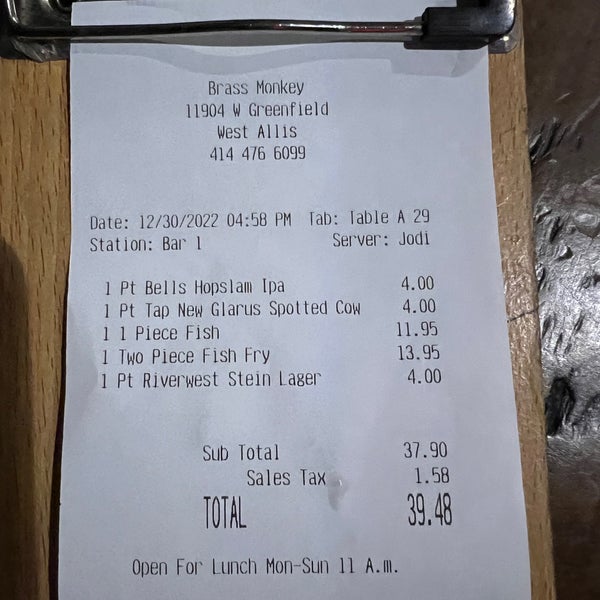 Brass Monkey
11904 W Greenfield
West Allis
414 476 6099
Date: 12/30/2022 04:58 PM Tab: Table A 29
Station: Bar 1 Server: Jodi
1 Pt Bells Hopslam Ipa 4.00
1 Pt Tap New Glarus Spotted Cow 4.00
1 1 Piece Fish 11.95
1 Two Piece Fish Fry 13.95
1 Pt Riverwest Stein Lager 4.00
Sub Total 37.90
Sales Tax 1.58
TOTAL 39.48
Open For Lunch Mon-Sun 11 A.m.